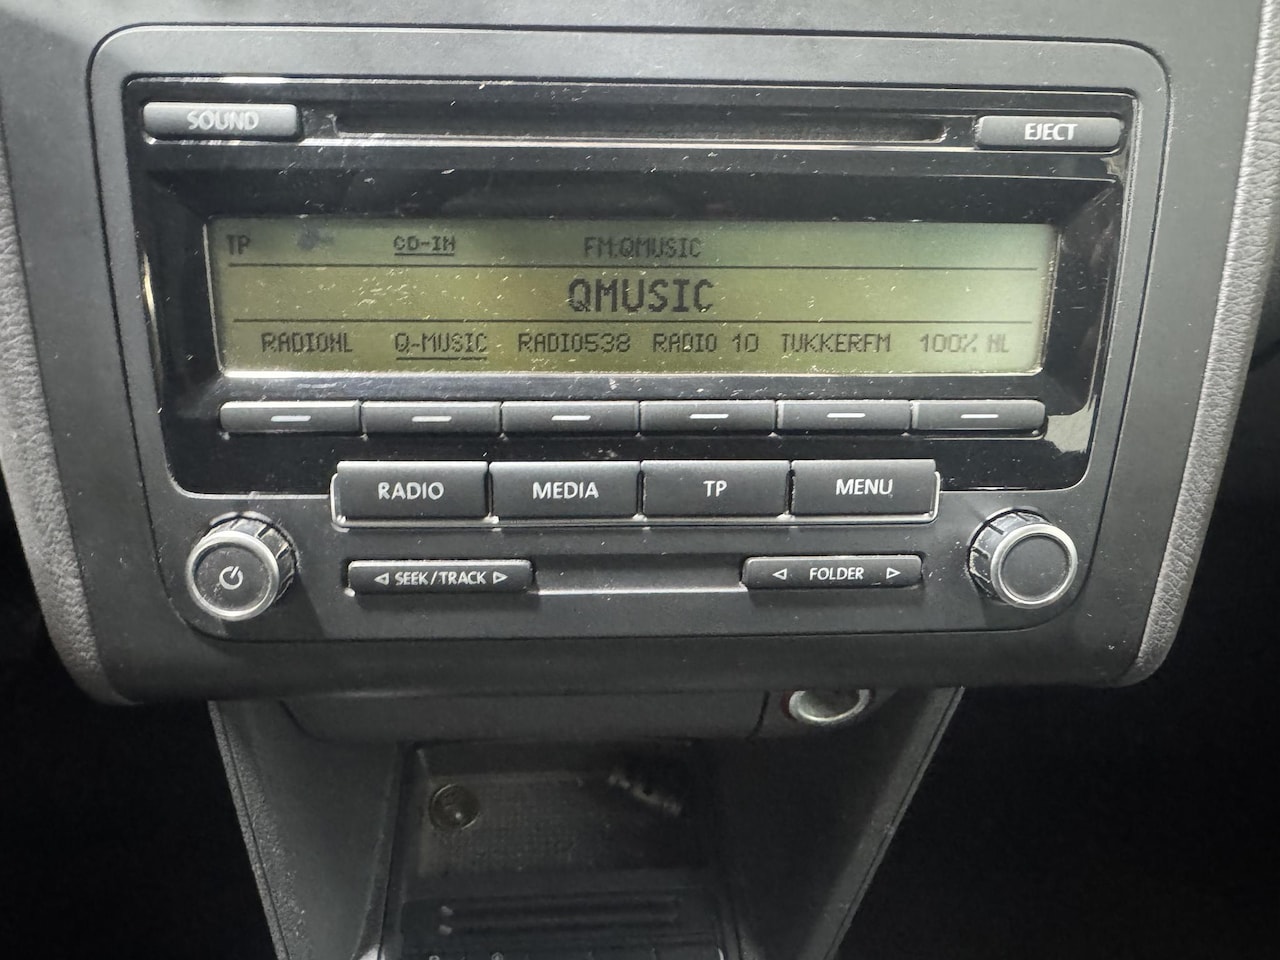 SOUND EJECT
TP CD-IN FM:QMUSIC
QMUSIC
RADIONL Q-MUSIC RADIO538 RADIO 10 TUKKERFM 100% NL
RADIO MEDIA TP MENU
SEEK/TRACK FOLDER